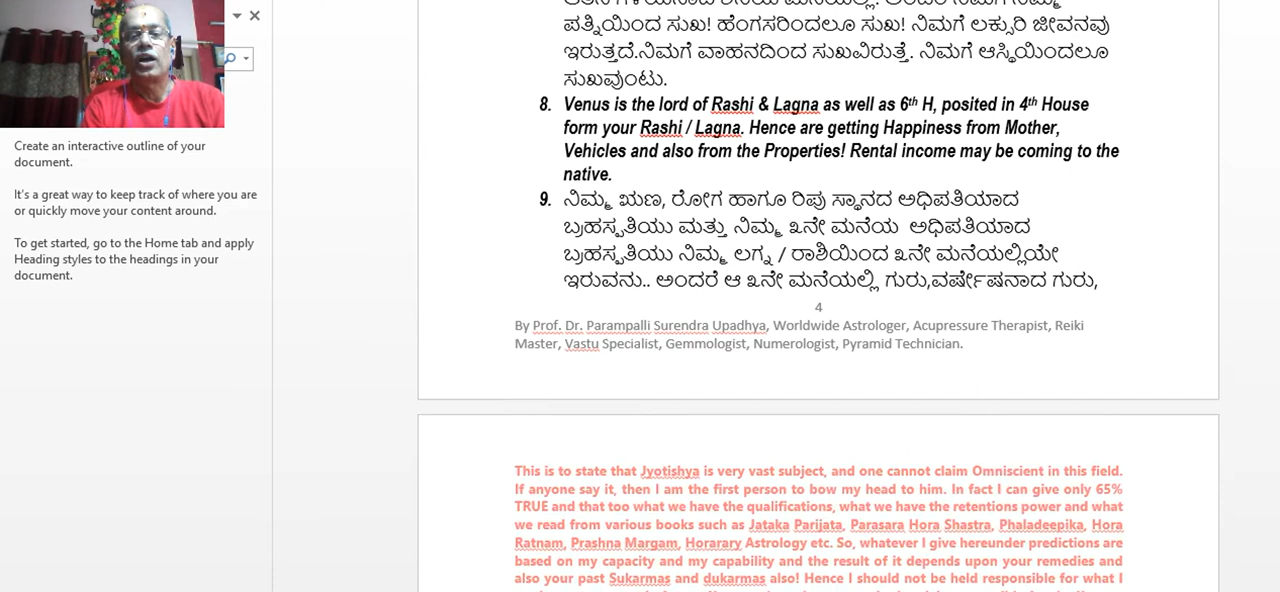 ಪತ್ನಿಯಿಂದ ಸುಖ! ಹೆಂಗಸರಿಂದಲೂ ಸುಖ! ನಿಮಗೆ ಲಕ್ಸುರಿ ಜೀವನವು
ಇರುತ್ತದೆ.ನಿಮಗೆ ವಾಹನದಿಂದ ಸುಖವಿರುತ್ತೆ. ನಿಮಗೆ ಆಸ್ಥಿಯಿಂದಲೂ
ಸುಖವುಂಟು.
8. Venus is the lord of Rashi & Lagna as well as 6th H, posited in 4th House
form your Rashi / Lagna. Hence are getting Happiness from Mother,
Vehicles and also from the Properties! Rental income may be coming to the
native.
9. ನಿಮ್ಮ ಋಣ, ರೋಗ ಹಾಗೂ ರಿಪು ಸ್ಥಾನದ ಅಧಿಪತಿಯಾದ
ಬ್ರಹಸ್ಪತಿಯು ಮತ್ತು ನಿಮ್ಮ ೩ನೇ ಮನೆಯ ಅಧಿಪತಿಯಾದ
ಬ್ರಹಸ್ಪತಿಯು ನಿಮ್ಮ ಲಗ್ನ / ರಾಶಿಯಿಂದ ೩ನೇ ಮನೆಯಲ್ಲಿಯೇ
ಇರುವನು.. ಅಂದರೆ ಆ ೩ನೇ ಮನೆಯಲ್ಲಿ ಗುರು,ವರ್ಷೇಷನಾದ ಗುರು,
4
By Prof. Dr. Parampalli Surendra Upadhya, Worldwide Astrologer, Acupressure Therapist, Reiki
Master, Vastu Specialist, Gemmologist, Numerologist, Pyramid Technician.
This is to state that Jyotishya is very vast subject, and one cannot claim Omniscient in this field.
If anyone say it, then I am the first person to bow my head to him. In fact I can give only 65%
TRUE and that too what we have the qualifications, what we have the retentions power and what
we read from various books such as Jataka Parijata, Parasara Hora Shastra, Phaladeepika, Hora
Ratnam, Prashna Margam, Horarary Astrology etc. So, whatever I give hereunder predictions are
based on my capacity and my capability and the result of it depends upon your remedies and
also your past Sukarmas and dukarmas also! Hence I should not be held responsible for what I
Create an interactive outline of your
document.
It's a great way to keep track of where you are
or quickly move your content around.
To get started, go to the Home tab and apply
Heading styles to the headings in your
document.